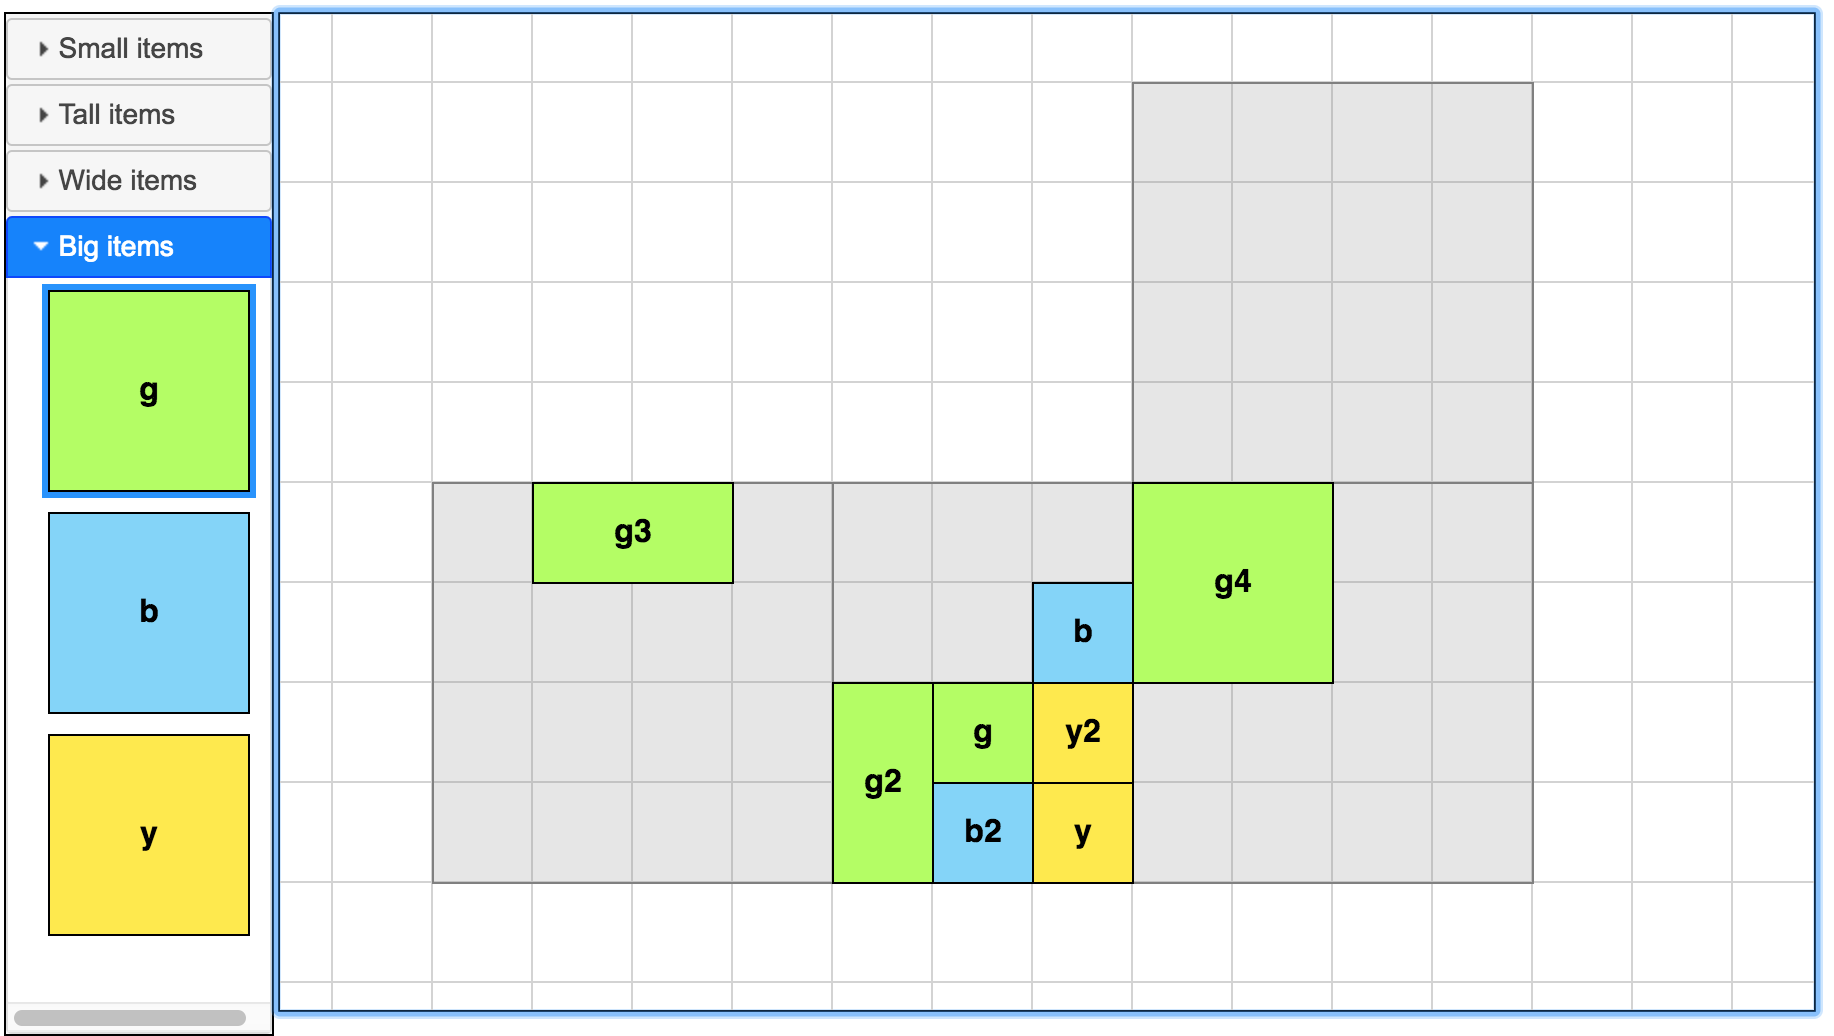 Small items
Tall items
Wide items
Big items
g
b
y
g3
g4
b
g2
g
y2
b2
y